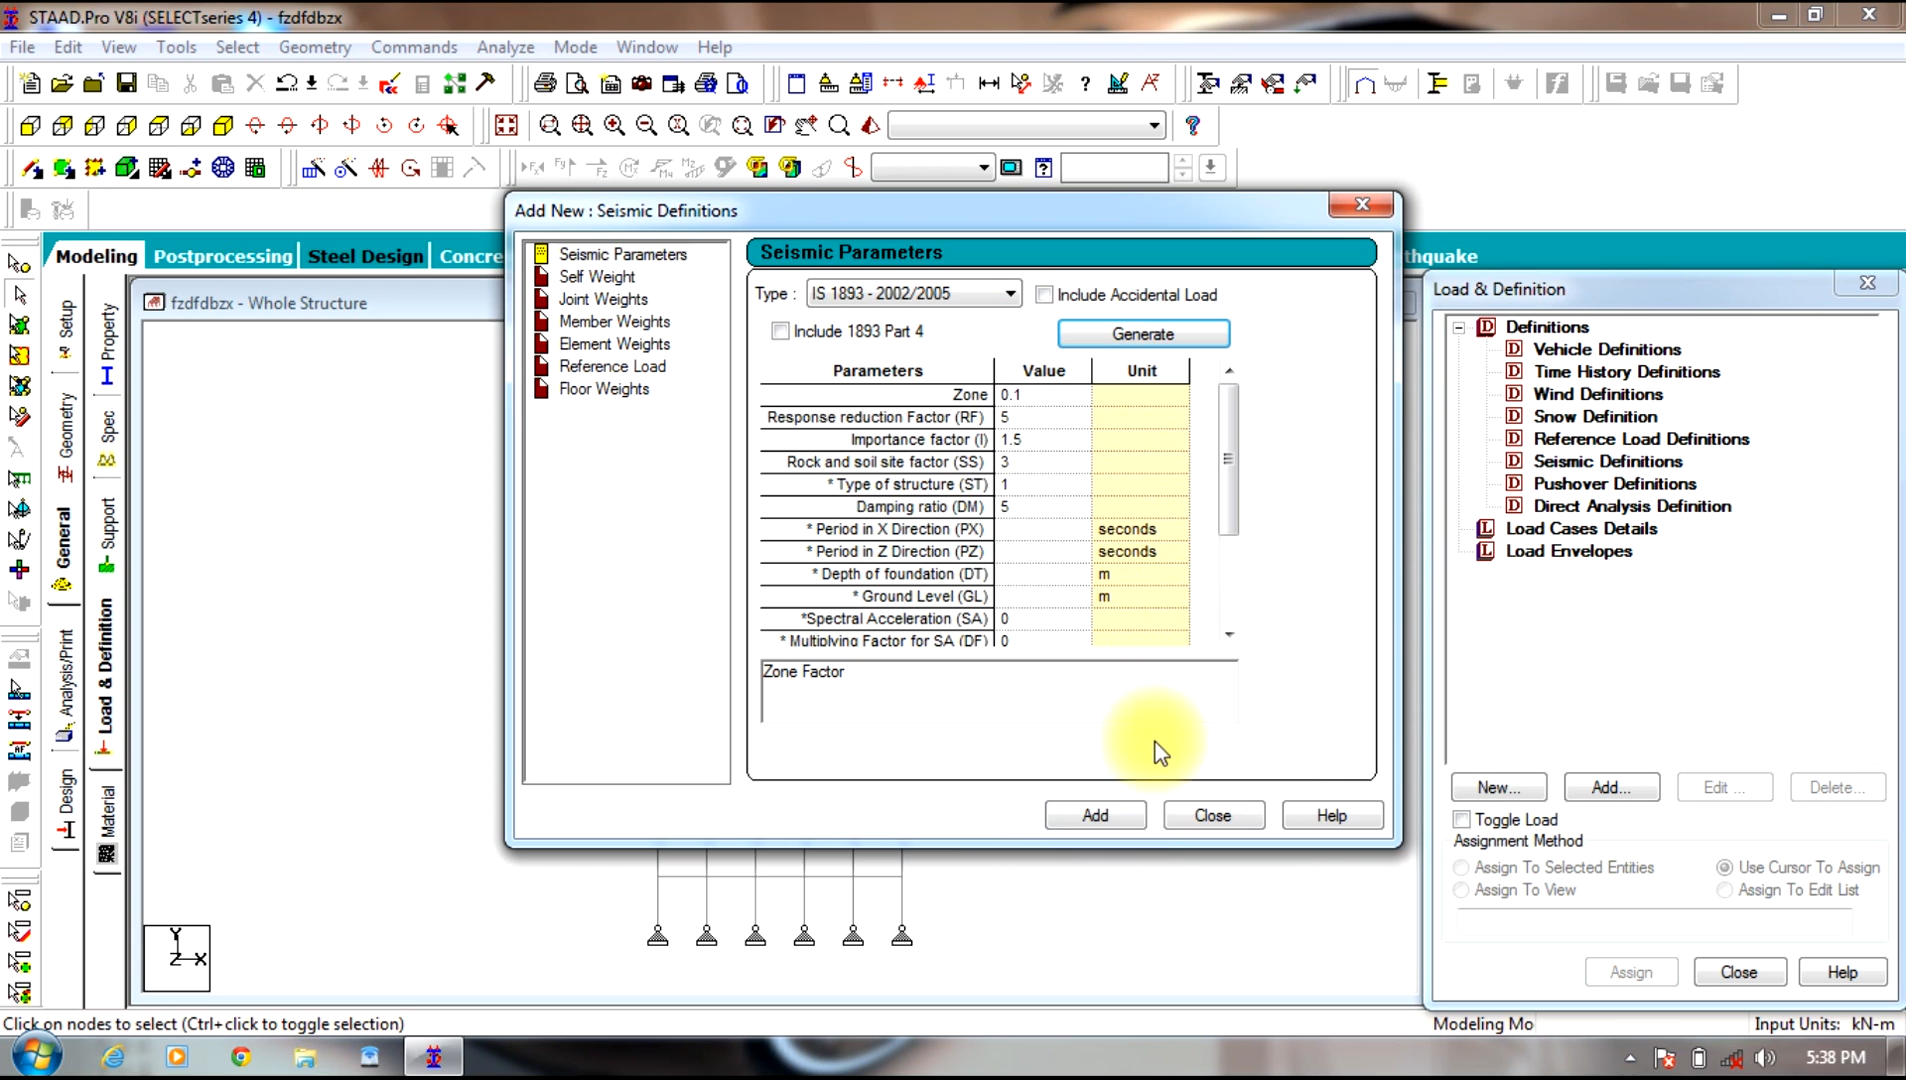 STAAD.Pro V8i (SELECTseries 4) - fzdfdbzx
File Edit View Tools Select Geometry Commands Analyze Mode Window Help
Add New : Seismic Definitions
Modeling Postprocessing Steel Design Concre
thquake
fzdfdbzx - Whole Structure
Setup
Geometry
General
Analysis/Print
Design
Property
Spec
Support
Load & Definition
Material
Seismic Parameters
Self Weight
Joint Weights
Member Weights
Element Weights
Reference Load
Floor Weights
Seismic Parameters
Type : IS 1893 - 2002/2005 Include Accidental Load
Include 1893 Part 4 Generate
Parameters Value Unit
Zone 0.1
Response reduction Factor (RF) 5
Importance factor (I) 1.5
Rock and soil site factor (SS) 3
* Type of structure (ST) 1
Damping ratio (DM) 5
* Period in X Direction (PX) seconds
* Period in Z Direction (PZ) seconds
* Depth of foundation (DT) m
* Ground Level (GL) m
*Spectral Acceleration (SA) 0
* Multiplying Factor for SA (DF) 0
Zone Factor
Add Close Help
Load & Definition
Definitions
Vehicle Definitions
Time History Definitions
Wind Definitions
Snow Definition
Reference Load Definitions
Seismic Definitions
Pushover Definitions
Direct Analysis Definition
Load Cases Details
Load Envelopes
New... Add... Edit ... Delete...
Toggle Load
Assignment Method
Assign To Selected Entities Use Cursor To Assign
Assign To View Assign To Edit List
Assign Close Help
Y
Z X
Click on nodes to select (Ctrl+click to toggle selection)
Modeling Mo Input Units: kN-m
5:38 PM